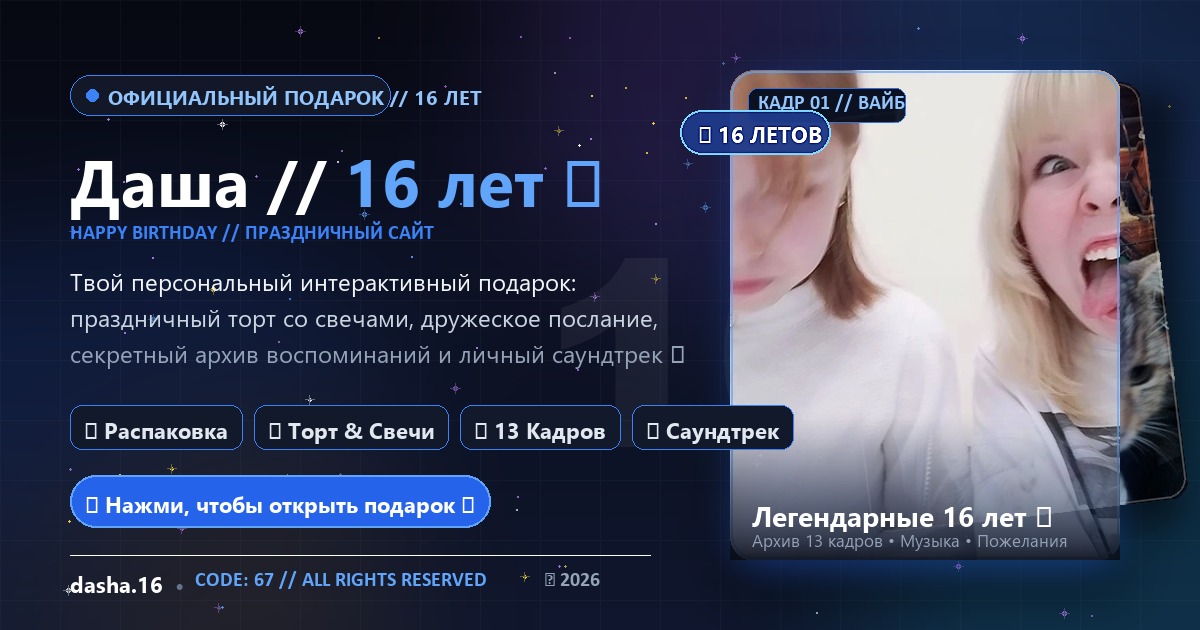 ОФИЦИАЛЬНЫЙ ПОДАРОК // 16 ЛЕТ
Даша // 16 лет
HAPPY BIRTHDAY // ПРАЗДНИЧНЫЙ САЙТ
Твой персональный интерактивный подарок:
праздничный торт со свечами, дружеское послание,
секретный архив воспоминаний и личный саундтрек
Распаковка
Торт & Свечи
13 Кадров
Саундтрек
Нажми, чтобы открыть подарок
dasha.16 • CODE: 67 // ALL RIGHTS RESERVED
2026
КАДР 01 // ВАЙБ
16 ЛЕТОВ
Легендарные 16 лет
Архив 13 кадров • Музыка • Пожелания